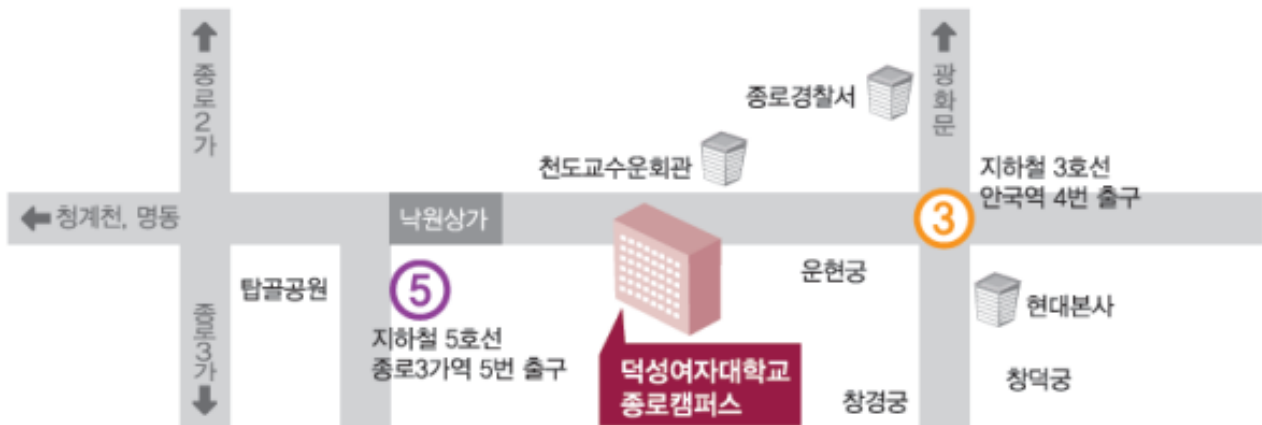 종로2가
광화문
종로경찰서
천도교수운회관
지하철 3호선
안국역 4번 출구
청계천, 명동
낙원상가
3
탑골공원
5
운현궁
현대본사
종로3가
지하철 5호선
종로3가역 5번 출구
덕성여자대학교
종로캠퍼스
창경궁
창덕궁